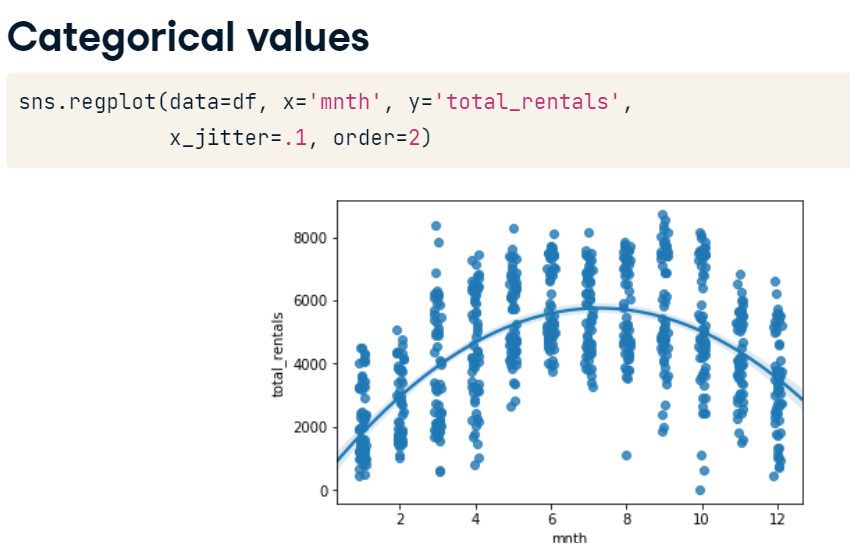 Categorical values
sns.regplot(data=df, x='mnth', y='total_rentals',
x_jitter=.1, order=2)
8000
6000
4000
2000
0
total_rentals
2 4 6 8 10 12
mnth